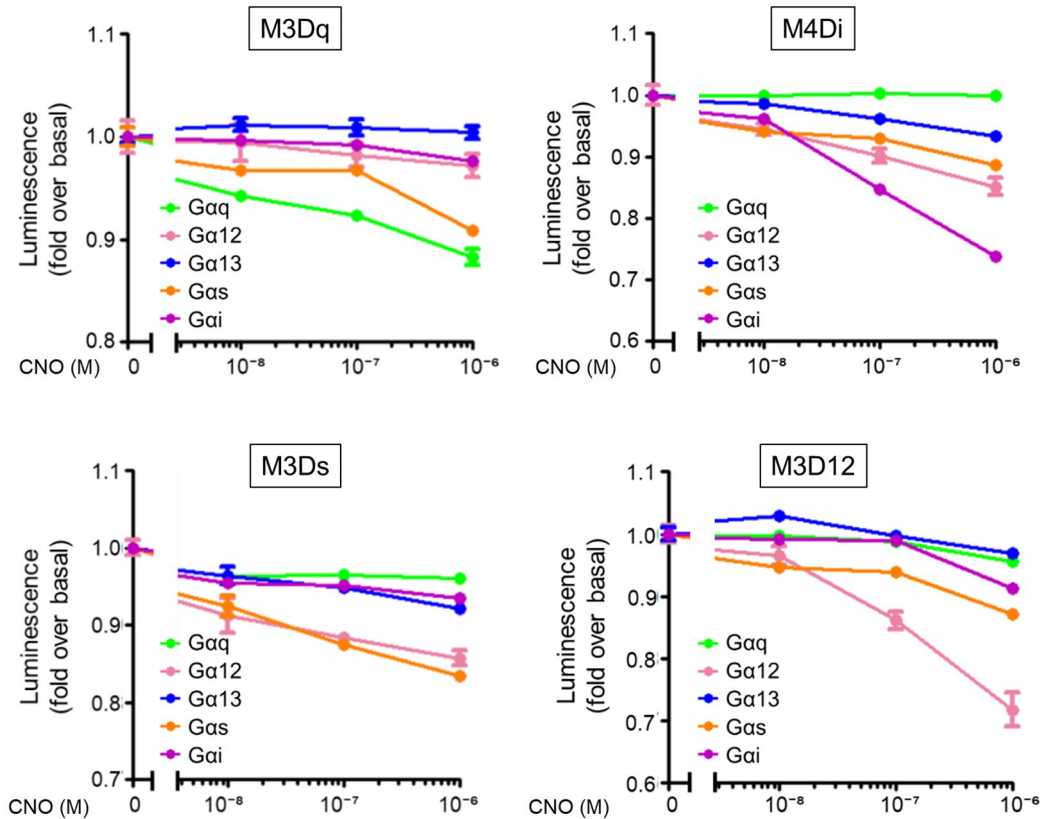 M3Dq
Luminescence
(fold over basal)
1.1
1.0
0.9
0.8
Gαq
Gα12
Gα13
Gαs
Gαi
CNO (M)
0
10⁻⁸
10⁻⁷
10⁻⁶
M4Di
Luminescence
(fold over basal)
1.1
1.0
0.9
0.8
0.7
0.6
Gαq
Gα12
Gα13
Gαs
Gαi
CNO (M)
0
10⁻⁸
10⁻⁷
10⁻⁶
M3Ds
Luminescence
(fold over basal)
1.1
1.0
0.9
0.8
0.7
Gαq
Gα12
Gα13
Gαs
Gαi
CNO (M)
0
10⁻⁸
10⁻⁷
10⁻⁶
M3D12
Luminescence
(fold over basal)
1.1
1.0
0.9
0.8
0.7
0.6
Gαq
Gα12
Gα13
Gαs
Gαi
CNO (M)
0
10⁻⁸
10⁻⁷
10⁻⁶